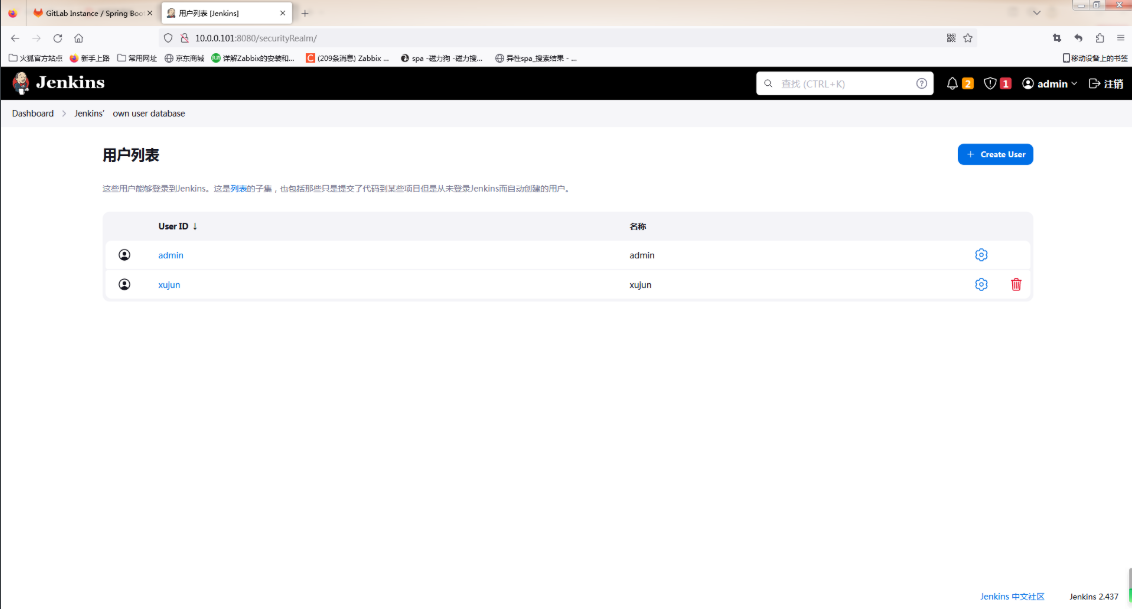 GitLab Instance / Spring Boo
用户列表 [Jenkins]
10.0.0.101:8080/securityRealm/
火狐官方站点 新手上路 常用网址 京东商城 详解Zabbix的安装和... (209条消息) Zabbix ... spa -磁力狗 -磁力搜... 异性spa_搜索结果 - ... 移动设备上的书签
Jenkins 查找 (CTRL+K) 2 1 admin 注销
Dashboard Jenkins' own user database
用户列表 + Create User
这些用户能够登录到Jenkins。这是列表的子集，也包括那些只是提交了代码到某些项目但是从未登录Jenkins而自动创建的用户。
User ID ↓ 名称
admin admin
xujun xujun
Jenkins 中文社区 Jenkins 2.437